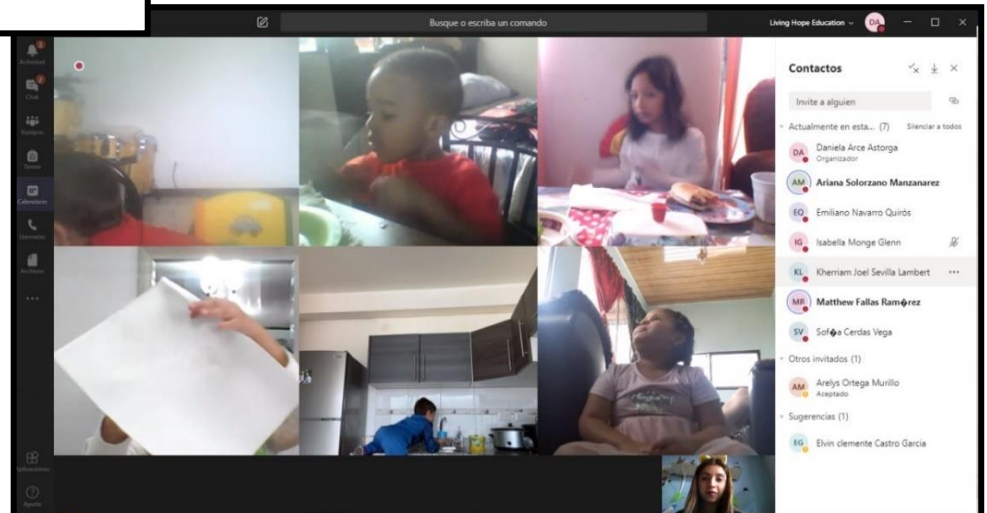 Busque o escriba un comando
Living Hope Education
DA
3
Actividad
2
Chat
Equipos
Tareas
Calendario
Llamadas
Archivos
Aplicaciones
Ayuda
Contactos
Invite a alguien
Actualmente en esta... (7) Silenciar a todos
DA Daniela Arce Astorga
Organizador
AM Ariana Solorzano Manzanarez
EQ Emiliano Navarro Quirós
IG Isabella Monge Glenn
KL Kherriam Joel Sevilla Lambert
MR Matthew Fallas Ram�rez
SV Sof�a Cerdas Vega
Otros invitados (1)
AM Arelys Ortega Murillo
Aceptado
Sugerencias (1)
EG Elvin clemente Castro Garcia